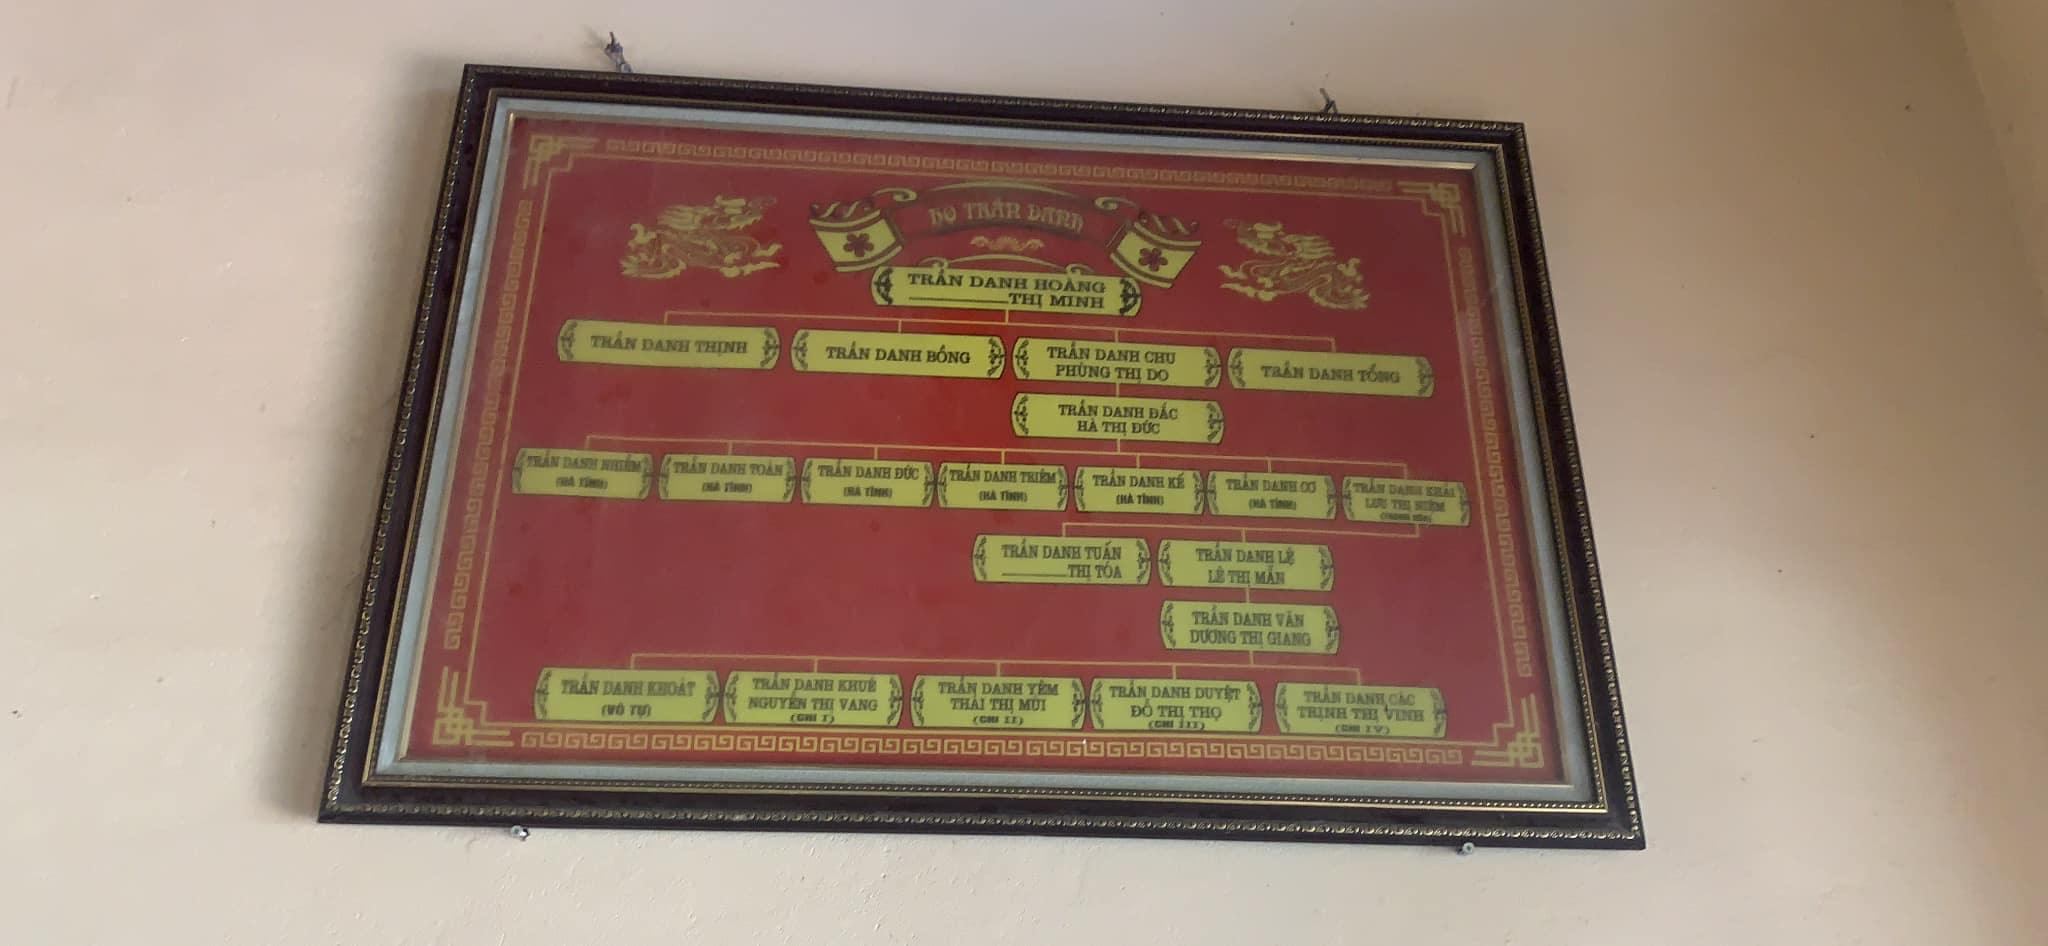 HỌ TRẦN DANH
TRẦN DANH HOÀNG
THỊ MINH
TRẦN DANH THỊNH
TRẦN DANH BỒNG
TRẦN DANH CHU
PHÙNG THỊ DO
TRẦN DANH TỒNG
TRẦN DANH ĐẮC
HÀ THỊ ĐỨC
TRẦN DANH NHIỄM
(HÀ TĨNH)
TRẦN DANH TOẢN
(HÀ TĨNH)
TRẦN DANH ĐỨC
(HÀ TĨNH)
TRẦN DANH THIÊM
(HÀ TĨNH)
TRẦN DANH KẾ
(HÀ TĨNH)
TRẦN DANH CƠ
(HÀ TĨNH)
TRẦN DANH KHẢI
LƯU THỊ NIỆM
TRẦN DANH TUẤN
THỊ TÓA
TRẦN DANH LỆ
LÊ THỊ MẪN
TRẦN DANH VĂN
DƯƠNG THỊ GIANG
TRẦN DANH KHOÁT
(VÔ TỰ)
TRẦN DANH KHUÊ
NGUYỄN THỊ VANG
(CHI I)
TRẦN DANH YÊM
THÁI THỊ MÙI
(CHI II)
TRẦN DANH DUYỆT
ĐỖ THỊ THỌ
(CHI III)
TRẦN DANH CÁC
TRỊNH THỊ VINH
(CHI IV)